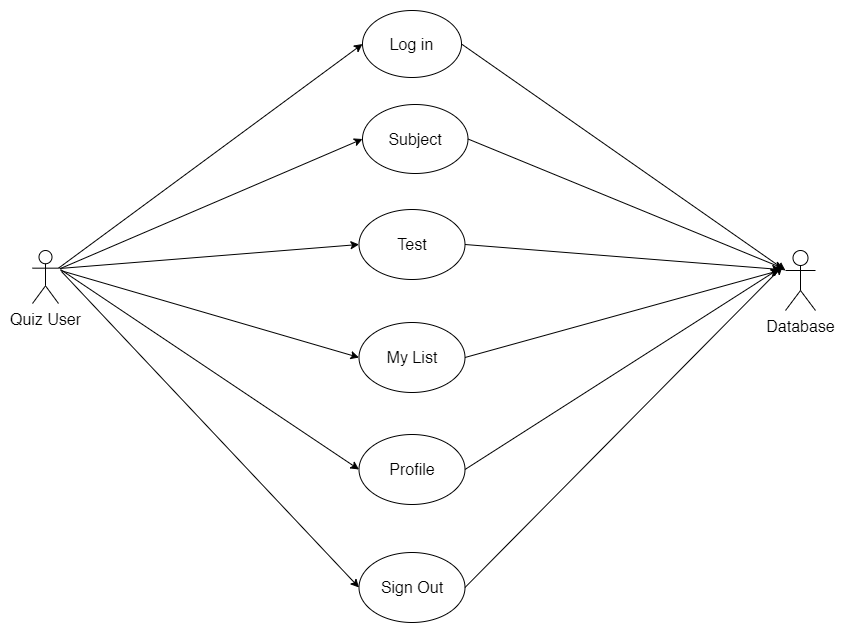 Log in
Subject
Test
Quiz User
Database
My List
Profile
Sign Out